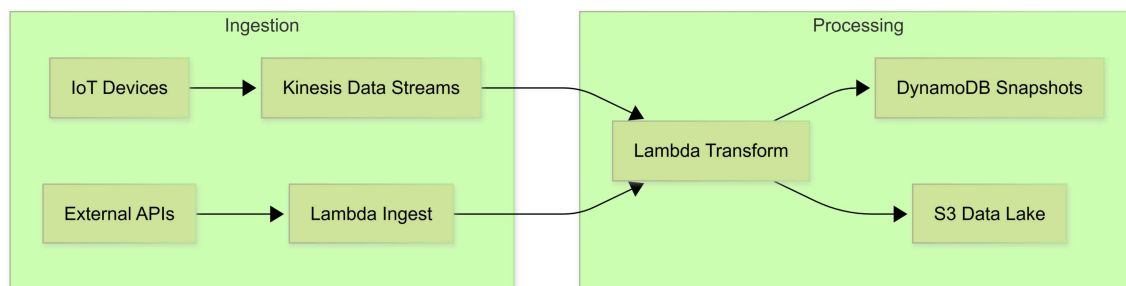 Ingestion
IoT Devices
Kinesis Data Streams
External APIs
Lambda Ingest
Processing
Lambda Transform
DynamoDB Snapshots
S3 Data Lake